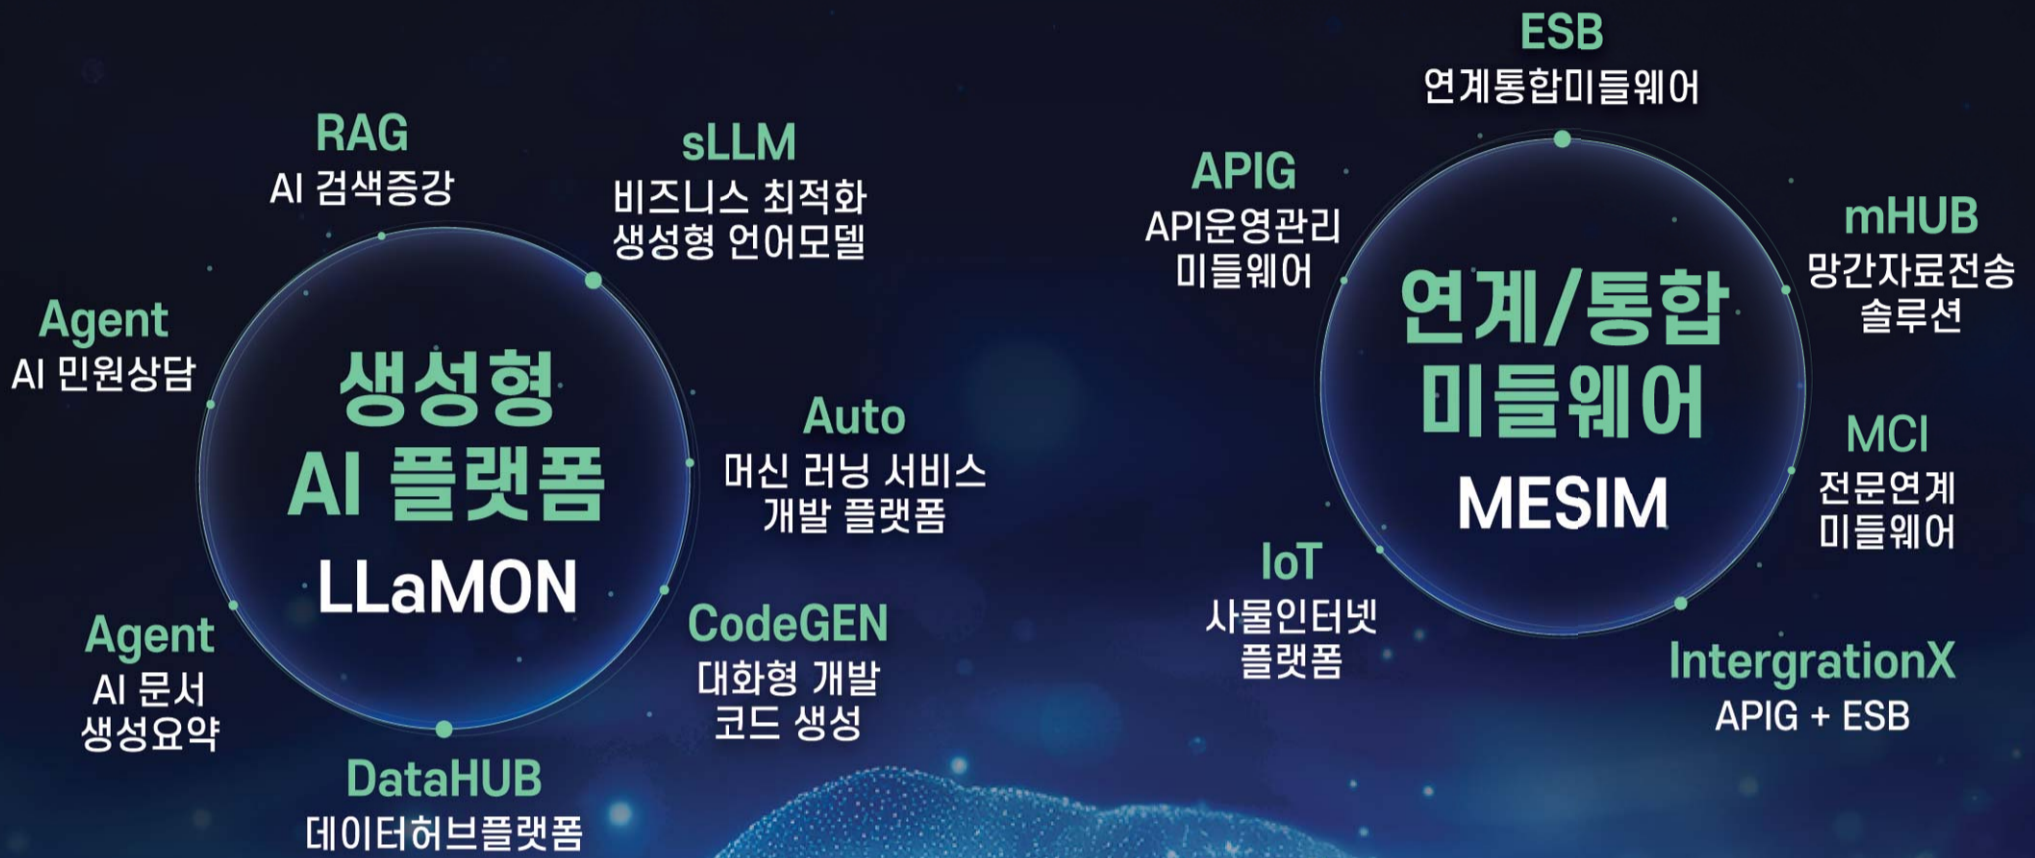 RAG
AI 검색증강
sLLM
비즈니스 최적화
생성형 언어모델
Agent
AI 민원상담
생성형
AI 플랫폼
LLaMON
Auto
머신 러닝 서비스
개발 플랫폼
Agent
AI 문서
생성요약
CodeGEN
대화형 개발
코드 생성
DataHUB
데이터허브플랫폼
ESB
연계통합미들웨어
APIG
API운영관리
미들웨어
mHUB
망간자료전송
솔루션
연계/통합
미들웨어
MESIM
MCI
전문연계
미들웨어
IoT
사물인터넷
플랫폼
IntergrationX
APIG + ESB